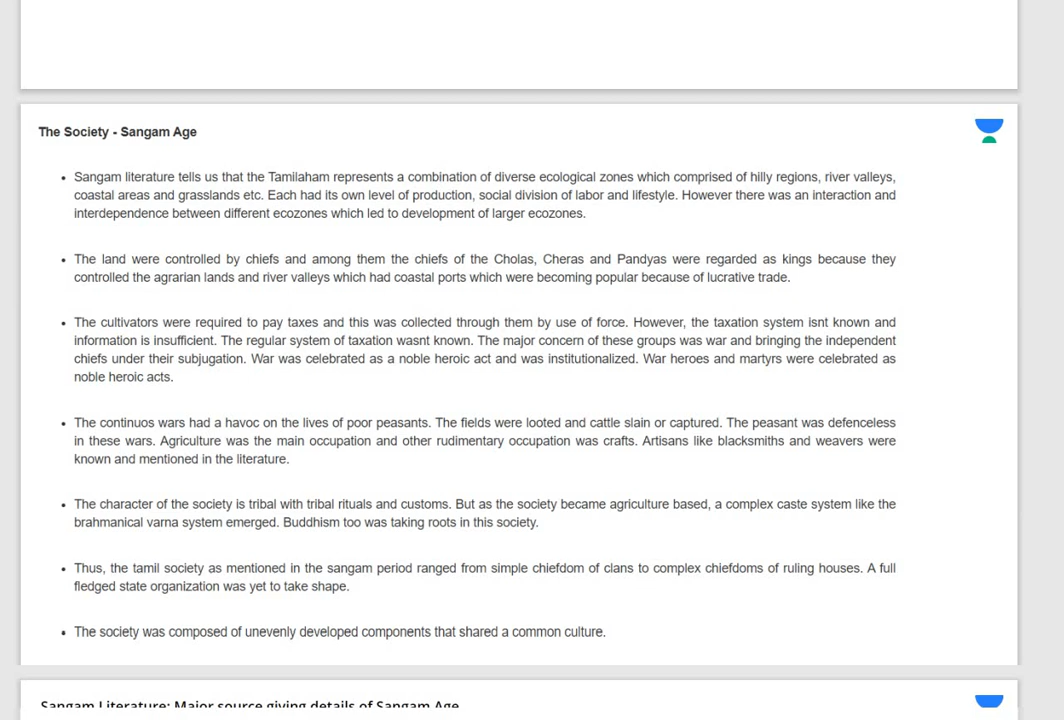 The Society - Sangam Age
• Sangam literature tells us that the Tamilaham represents a combination of diverse ecological zones which comprised of hilly regions, river valleys,
coastal areas and grasslands etc. Each had its own level of production, social division of labor and lifestyle. However there was an interaction and
interdependence between different ecozones which led to development of larger ecozones.
• The land were controlled by chiefs and among them the chiefs of the Cholas, Cheras and Pandyas were regarded as kings because they
controlled the agrarian lands and river valleys which had coastal ports which were becoming popular because of lucrative trade.
• The cultivators were required to pay taxes and this was collected through them by use of force. However, the taxation system isnt known and
information is insufficient. The regular system of taxation wasnt known. The major concern of these groups was war and bringing the independent
chiefs under their subjugation. War was celebrated as a noble heroic act and was institutionalized. War heroes and martyrs were celebrated as
noble heroic acts.
• The continuos wars had a havoc on the lives of poor peasants. The fields were looted and cattle slain or captured. The peasant was defenceless
in these wars. Agriculture was the main occupation and other rudimentary occupation was crafts. Artisans like blacksmiths and weavers were
known and mentioned in the literature.
• The character of the society is tribal with tribal rituals and customs. But as the society became agriculture based, a complex caste system like the
brahmanical varna system emerged. Buddhism too was taking roots in this society.
• Thus, the tamil society as mentioned in the sangam period ranged from simple chiefdom of clans to complex chiefdoms of ruling houses. A full
fledged state organization was yet to take shape.
• The society was composed of unevenly developed components that shared a common culture.
Sangam Literature: Major source giving details of Sangam Age